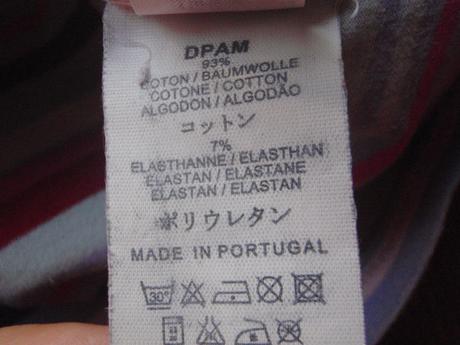 DPAM
93%
COTON / BAUMWOLLE
COTONE / COTTON
ALGODON / ALGODÃO
コットン
7%
ELASTHANNE / ELASTHAN
ELASTAN / ELASTANE
ELASTAN / ELASTAN
ポリウレタン
MADE IN PORTUGAL
30°